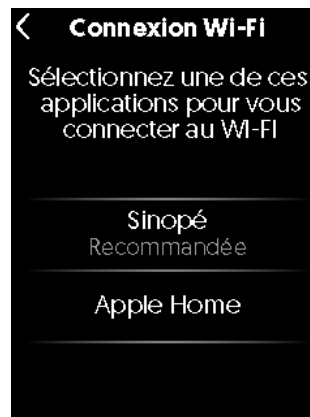 Connexion Wi-Fi
Sélectionnez une de ces
applications pour vous
connecter au WI-FI
Sinopé
Recommandée
Apple Home